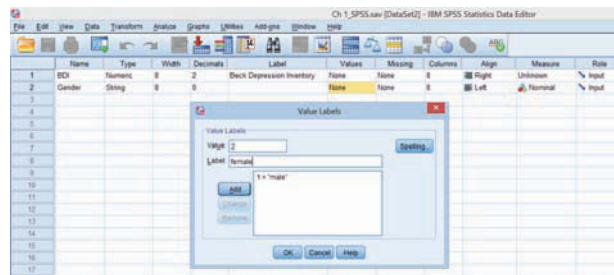 Ch 1_SPSS.sav [DataSet2] - IBM SPSS Statistics Data Editor
File Edit View Data Transform Analyze Graphs Utilities Add-ons Window Help
Name Type Width Decimals Label Values Missing Columns Align Measure Role
1 BDI Numeric 8 2 Beck Depression Inventory None None 8 Right Unknown Input
2 Gender String 8 0 None None 8 Left Nominal Input
3
4
5
6
7
8
9
10
11
12
13
14
15
16
17
Value Labels
Value Labels
Value: 2
Spelling...
Label: female
1 = "male"
Add
Change
Remove
OK Cancel Help